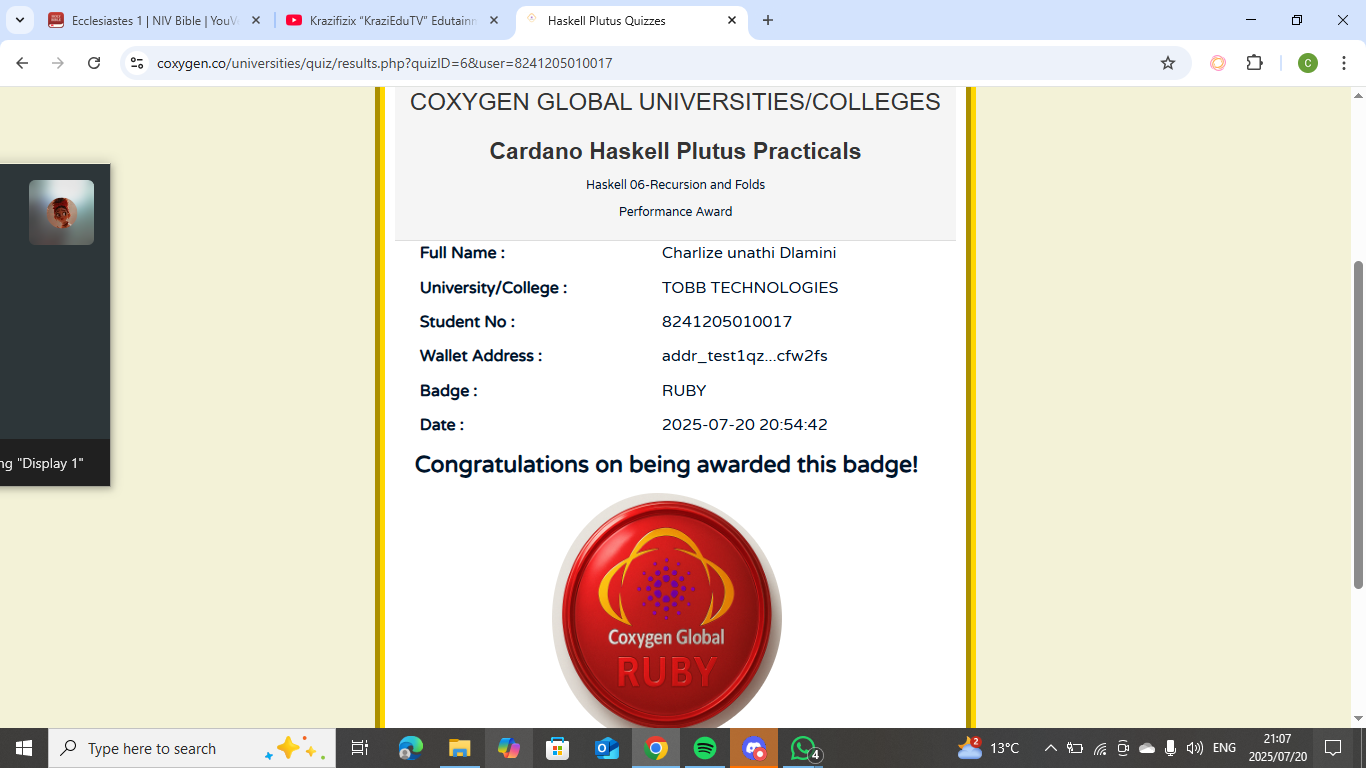 Ecclesiastes 1 | NIV Bible | YouV
Krazifizix “KraziEduTV” Edutainn
Haskell Plutus Quizzes
coxygen.co/universities/quiz/results.php?quizID=6&user=8241205010017
C
COXYGEN GLOBAL UNIVERSITIES/COLLEGES
Cardano Haskell Plutus Practicals
Haskell 06-Recursion and Folds
Performance Award
Full Name : Charlize unathi Dlamini
University/College : TOBB TECHNOLOGIES
Student No : 8241205010017
Wallet Address : addr_test1qz...cfw2fs
Badge : RUBY
Date : 2025-07-20 20:54:42
ng "Display 1"
Congratulations on being awarded this badge!
Coxygen Global
RUBY
Type here to search
4
2
13°C
ENG
21:07
2025/07/20